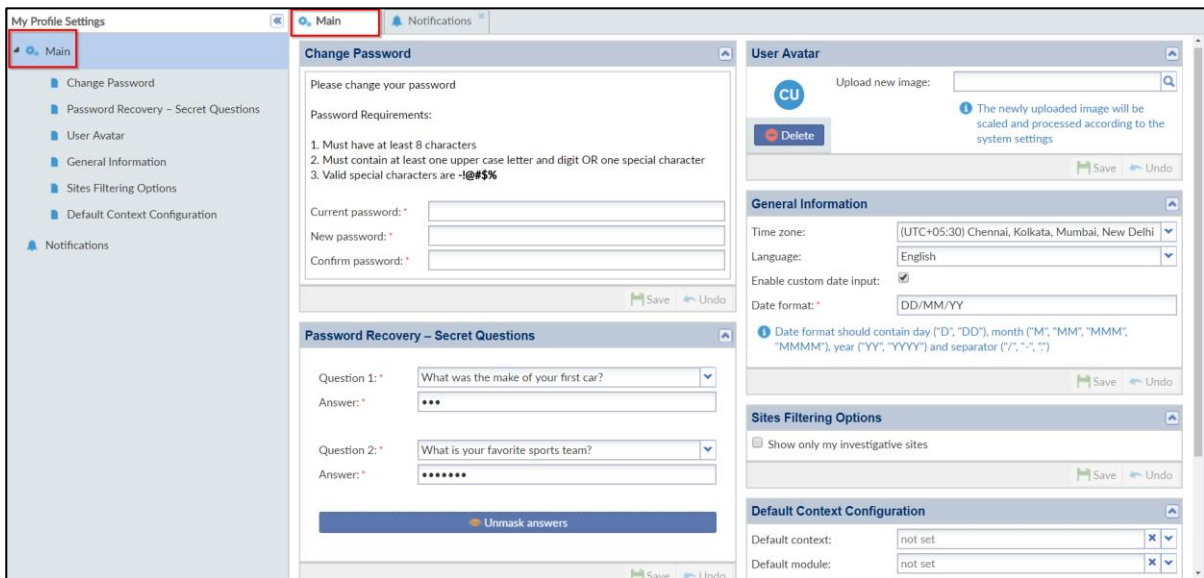 My Profile Settings
Main
Change Password
Password Recovery – Secret Questions
User Avatar
General Information
Sites Filtering Options
Default Context Configuration
Notifications
Main
Notifications
Change Password
Please change your password
Password Requirements:
1. Must have at least 8 characters
2. Must contain at least one upper case letter and digit OR one special character
3. Valid special characters are -!@#$%
Current password: *
New password: *
Confirm password: *
Save Undo
Password Recovery – Secret Questions
Question 1: * What was the make of your first car?
Answer: * •••
Question 2: * What is your favorite sports team?
Answer: * •••••••
Unmask answers
Save Undo
User Avatar
CU
Upload new image:
The newly uploaded image will be
scaled and processed according to the
system settings
Delete
Save Undo
General Information
Time zone: (UTC+05:30) Chennai, Kolkata, Mumbai, New Delhi
Language: English
Enable custom date input:
Date format: * DD/MM/YY
Date format should contain day ("D", "DD"), month ("M", "MM", "MMM",
"MMMM"), year ("YY", "YYYY") and separator ("/", "-", ".")
Save Undo
Sites Filtering Options
Show only my investigative sites
Save Undo
Default Context Configuration
Default context: not set
Default module: not set